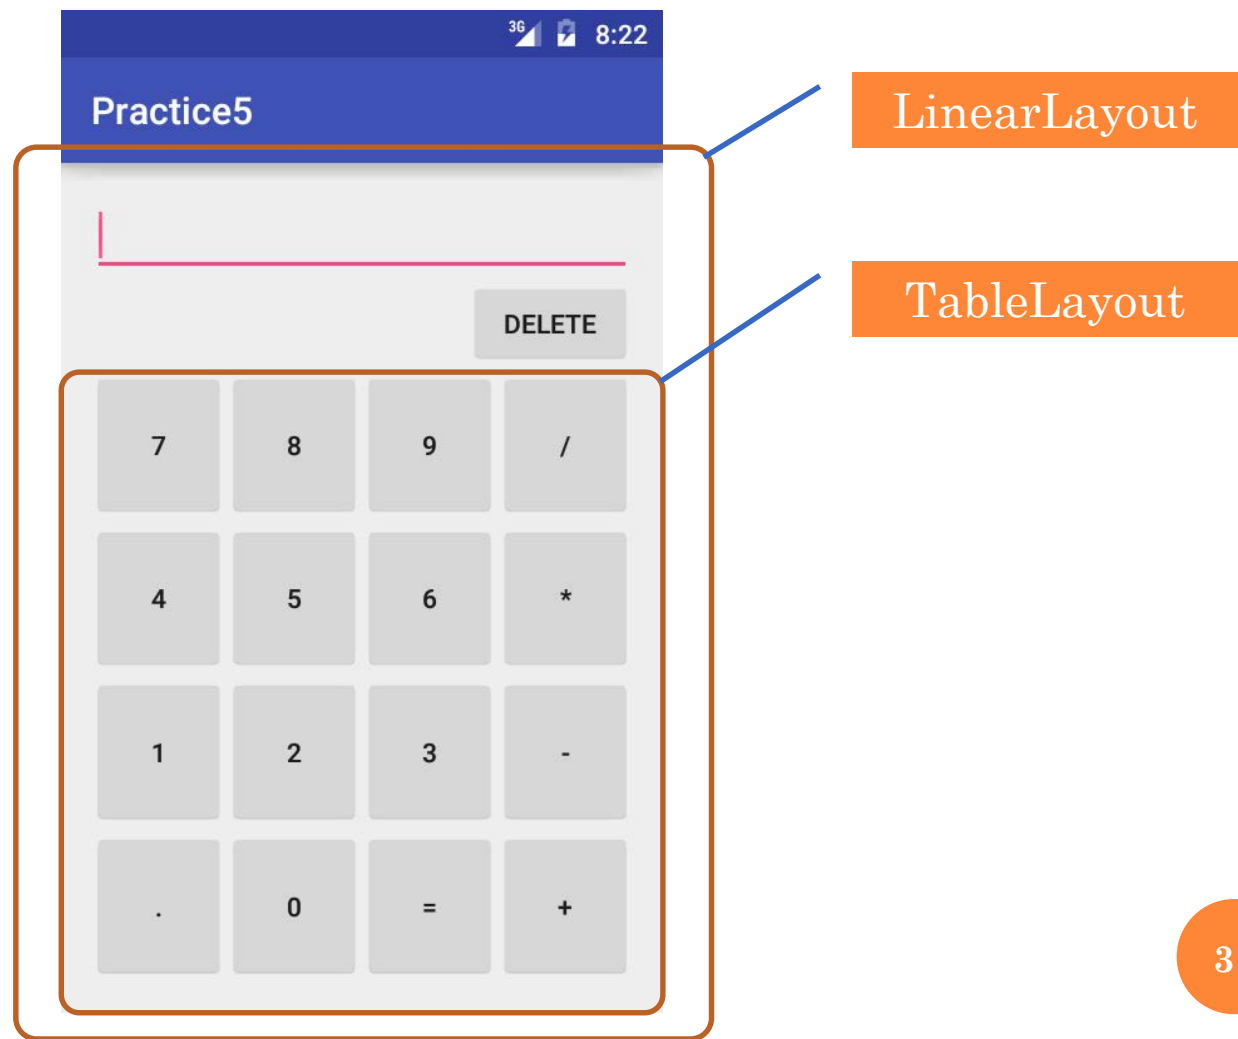 3G 8:22
Practice5
LinearLayout
TableLayout
DELETE
7 8 9 /
4 5 6 *
1 2 3 -
. 0 = +
3